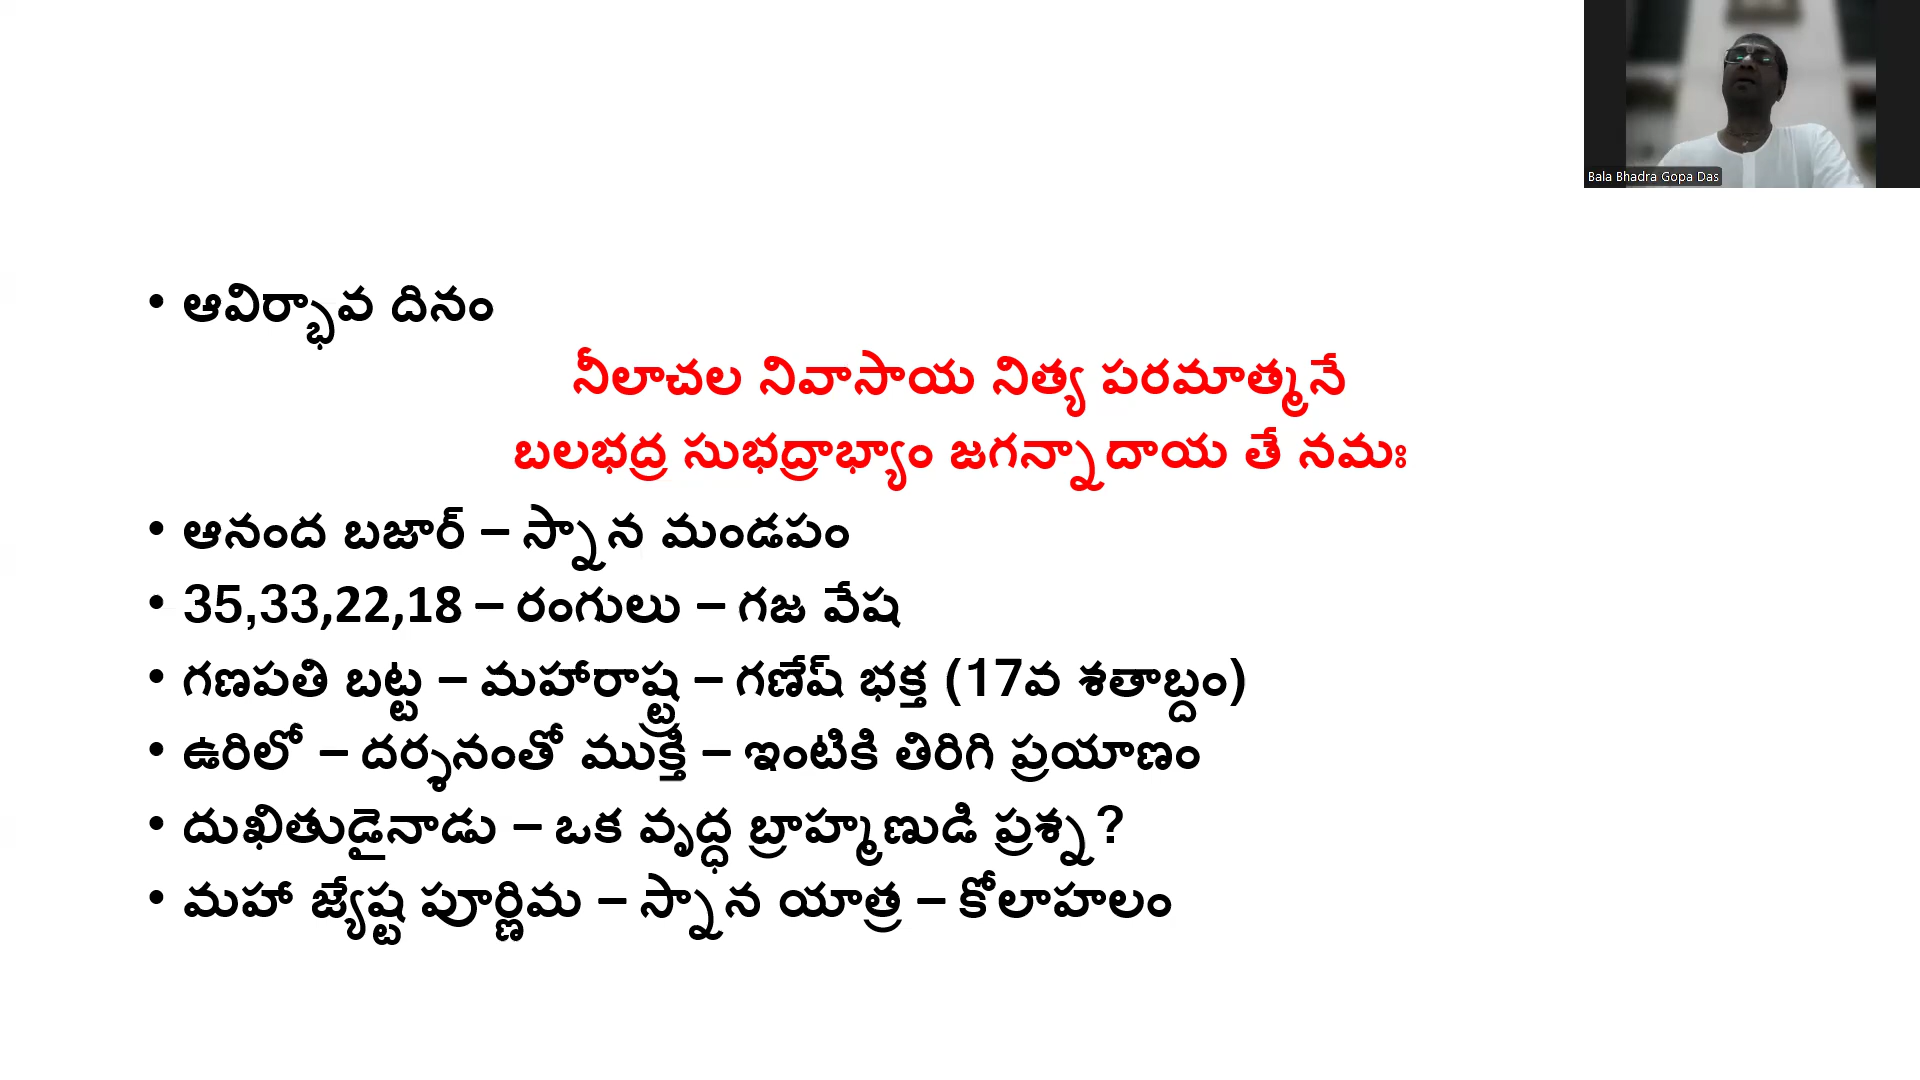 Bala Bhadra Gopa Das
• ఆవిర్భావ దినం
నీలాచల నివాసాయ నిత్య పరమాత్మనే
బలభద్ర సుభద్రాభ్యాం జగన్నాదాయ తే నమః
• ఆనంద బజార్ – స్నాన మండపం
• 35,33,22,18 – రంగులు – గజ వేష
• గణపతి బట్ట – మహారాష్ట్ర – గణేష్ భక్త (17వ శతాబ్దం)
• ఉరిలో – దర్శనంతో ముక్తి – ఇంటికి తిరిగి ప్రయాణం
• దుఖితుడైనాడు – ఒక వృద్ధ బ్రాహ్మణుడి ప్రశ్న?
• మహా జ్యేష్ట పూర్ణిమ – స్నాన యాత్ర – కోలాహలం